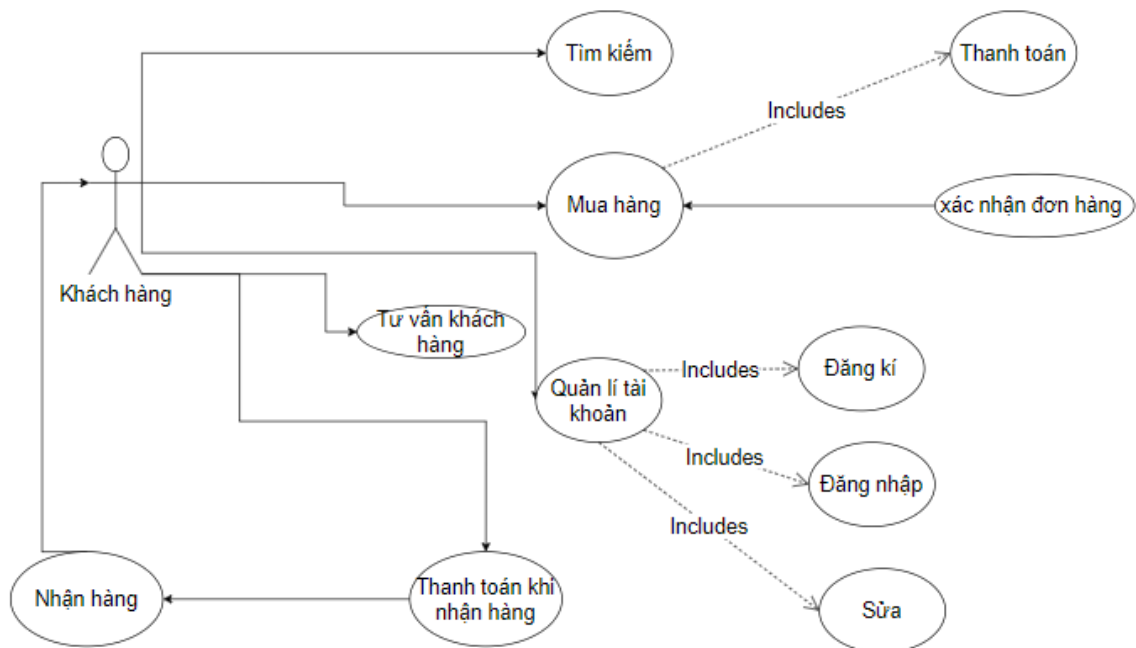 Tìm kiếm
Thanh toán
Includes
Mua hàng
xác nhận đơn hàng
Khách hàng
Tư vấn khách
hàng
Quản lí tài
khoản
Includes
Đăng kí
Includes
Đăng nhập
Includes
Sửa
Nhận hàng
Thanh toán khi
nhận hàng